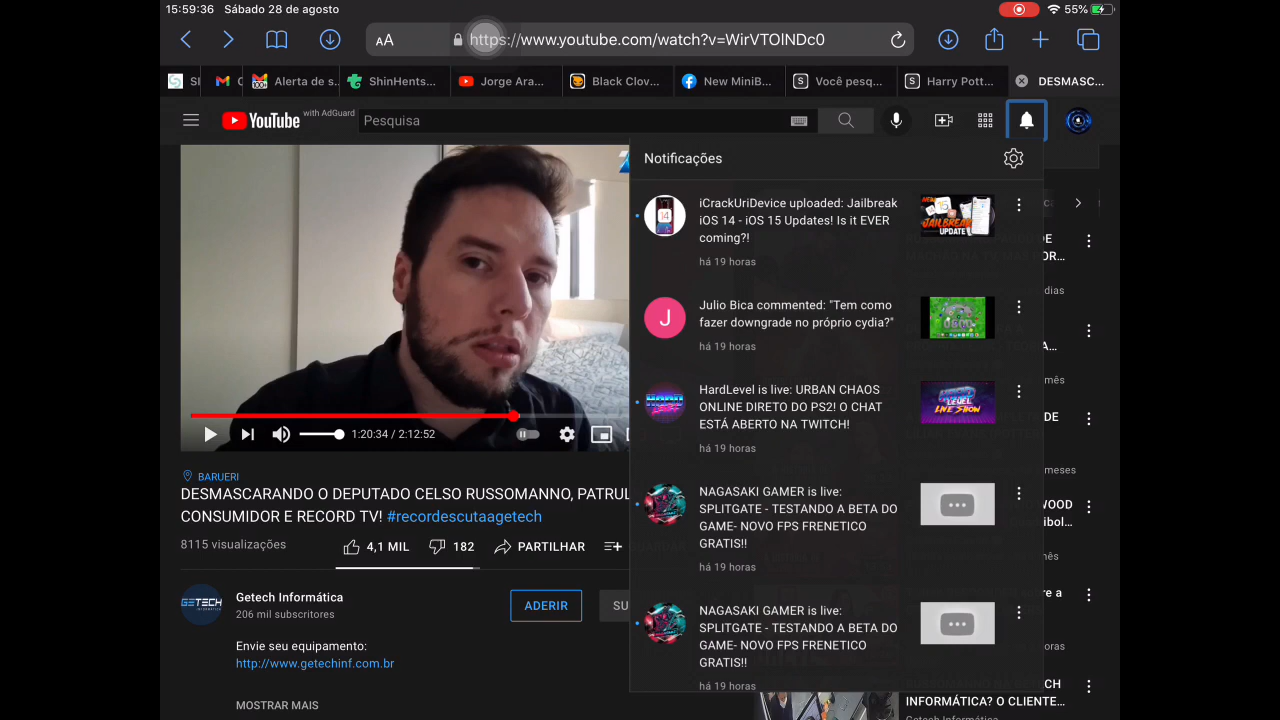 15:59:36 Sábado 28 de agosto
55%
AA
https://www.youtube.com/watch?v=WirVTOlNDc0
Alerta de s...
ShinHents...
Jorge Ara...
Black Clov...
New MiniB...
Você pesq...
Harry Pott...
DESMASC...
YouTube
with AdGuard
Pesquisa
Notificações
iCrackUriDevice uploaded: Jailbreak
iOS 14 - iOS 15 Updates! Is it EVER
coming?!
há 19 horas
J
Julio Bica commented: "Tem como
fazer downgrade no próprio cydia?"
há 19 horas
HardLevel is live: URBAN CHAOS
ONLINE DIRETO DO PS2! O CHAT
ESTÁ ABERTO NA TWITCH!
há 19 horas
NAGASAKI GAMER is live:
SPLITGATE - TESTANDO A BETA DO
GAME- NOVO FPS FRENETICO
GRATIS!!
há 19 horas
NAGASAKI GAMER is live:
SPLITGATE - TESTANDO A BETA DO
GAME- NOVO FPS FRENETICO
GRATIS!!
há 19 horas
1:20:34 / 2:12:52
BARUERI
DESMASCARANDO O DEPUTADO CELSO RUSSOMANNO, PATRUL
CONSUMIDOR E RECORD TV! #recordescutaagetech
8115 visualizações
4,1 MIL
182
PARTILHAR
GETECH
Getech Informática
206 mil subscritores
ADERIR
SU
Envie seu equipamento:
http://www.getechinf.com.br
MOSTRAR MAIS
INFORMÁTICA? O CLIENTE...
Getech Informática